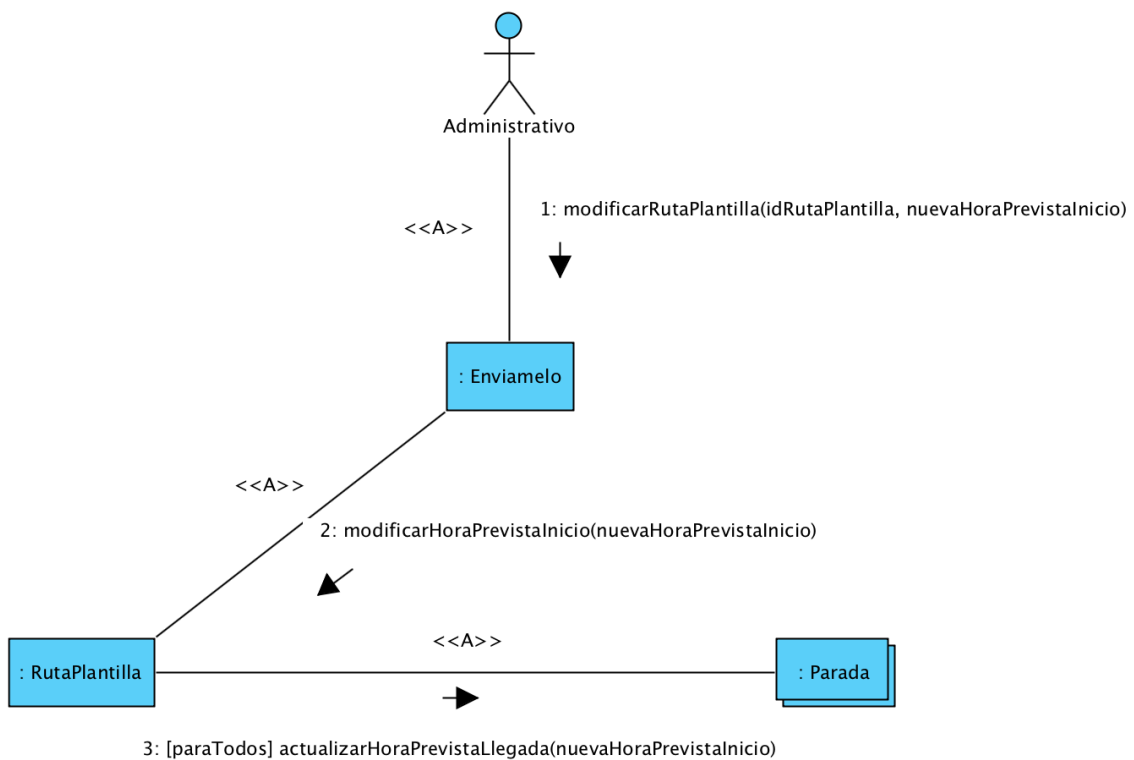 Administrativo
1: modificarRutaPlantilla(idRutaPlantilla, nuevaHoraPrevistaInicio)
<<A>>
: Enviamelo
<<A>>
2: modificarHoraPrevistaInicio(nuevaHoraPrevistaInicio)
<<A>>
: RutaPlantilla
: Parada
3: [paraTodos] actualizarHoraPrevistaLlegada(nuevaHoraPrevistaInicio)